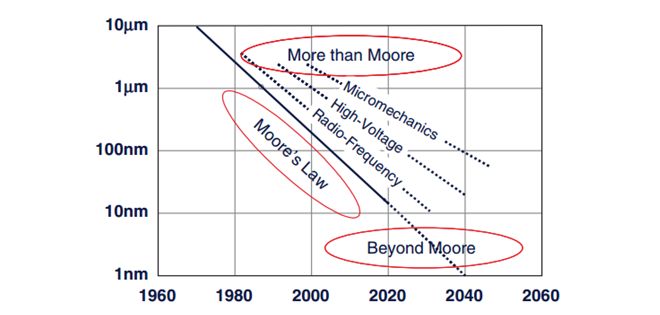 10μm
1μm
100nm
10nm
1nm
More than Moore
Micromechanics
High-Voltage
Radio-Frequency
Moore's Law
Beyond Moore
1960
1980
2000
2020
2040
2060